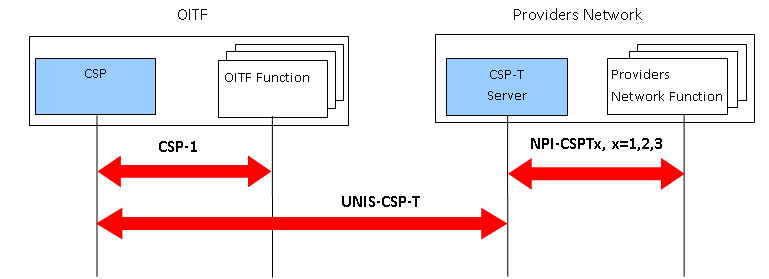 OITF
Providers Network
CSP
OITF Function
CSP-T
Server
Providers
Network Function
CSP-1
NPI-CSPTx, x=1,2,3
UNIS-CSP-T